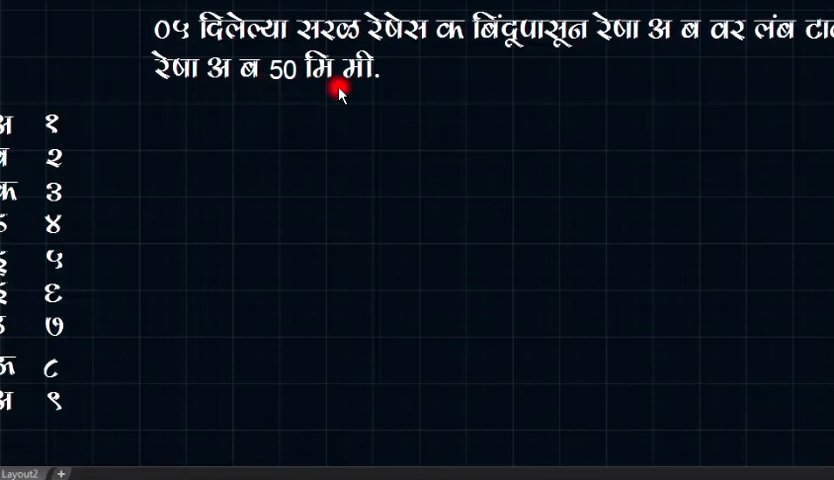 ०५ दिलेल्या सरळ रेषेस क बिंदूपासून रेषा अ ब वर लंब
रेषा अ ब 50 मि मी.
अ १
ब २
क ३
४
५
६
७
ऊ ८
अ ९
Layout2 +